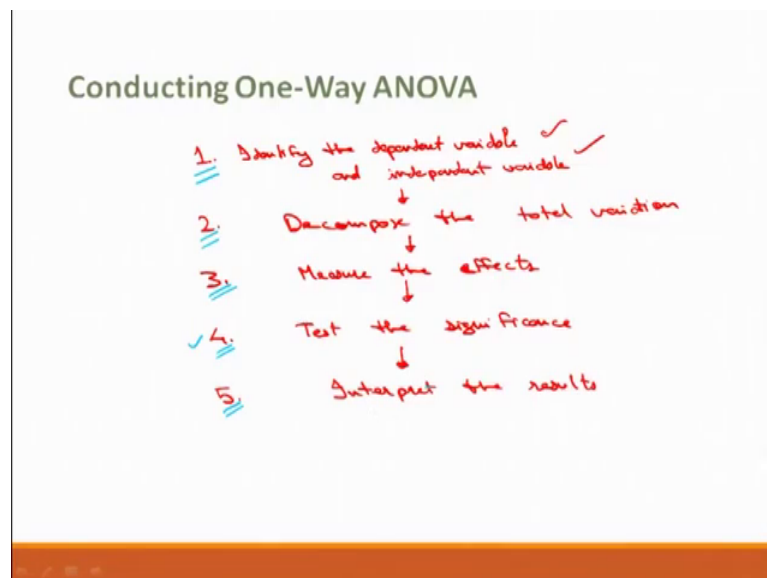 Conducting One-Way ANOVA
1. Identify the dependent variable
and independent variable
2. Decompose the total variation
3. Measure the effects
4. Test the significance
5. Interpret the results